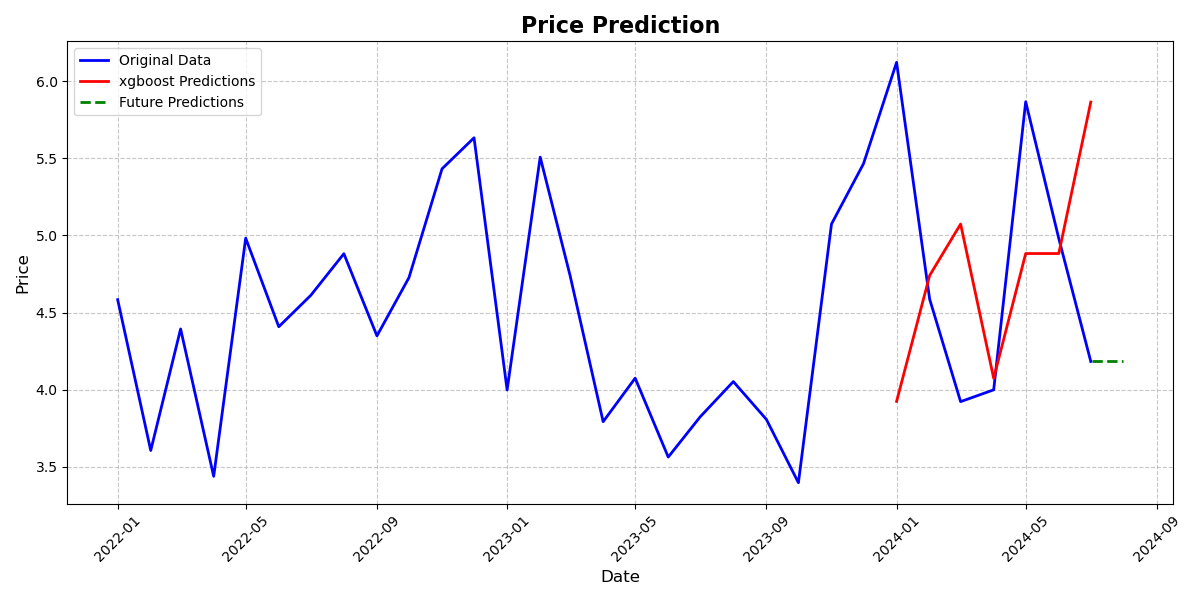 Price Prediction
Original Data
xgboost Predictions
Future Predictions
Price
6.0
5.5
5.0
4.5
4.0
3.5
2022-01
2022-05
2022-09
2023-01
2023-05
2023-09
2024-01
2024-05
2024-09
Date